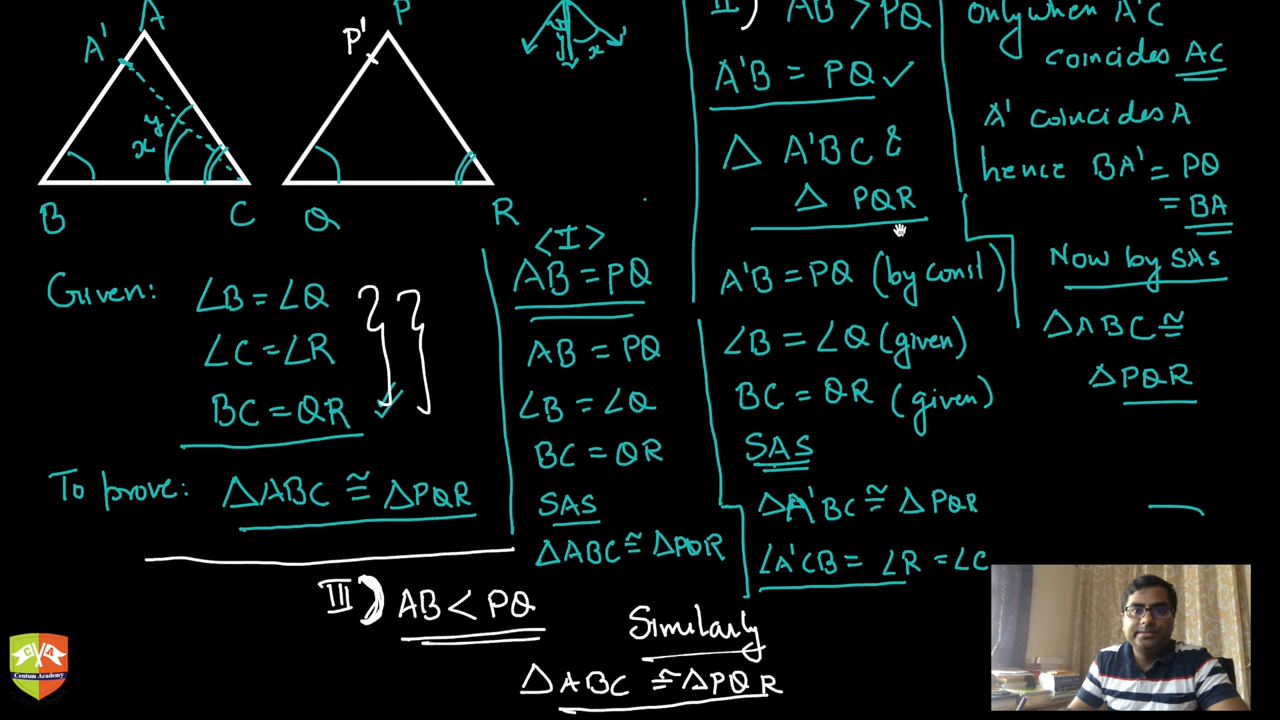 A
A'
y
x
B
C
P
P'
Q
R
y
x
Given: ∠B = ∠Q
∠C = ∠R
BC = QR ✓
To prove: △ABC ≅ △PQR
<I>
AB = PQ
AB = PQ
∠B = ∠Q
BC = QR
SAS
△ABC ≅ △PQR
II) AB > PQ
A'B = PQ ✓
△ A'BC &
△ PQR
A'B = PQ (by const)
∠B = ∠Q (given)
BC = QR (given)
SAS
△A'BC ≅ △PQR
∠A'CB = ∠R = ∠C
only when A'C
coincides AC
A' coincides A
hence BA' = PQ
= BA
Now by SAS
△ABC ≅
△PQR
III) AB < PQ
Similarly
△ABC ≅ △PQR
C A
Centum Academy